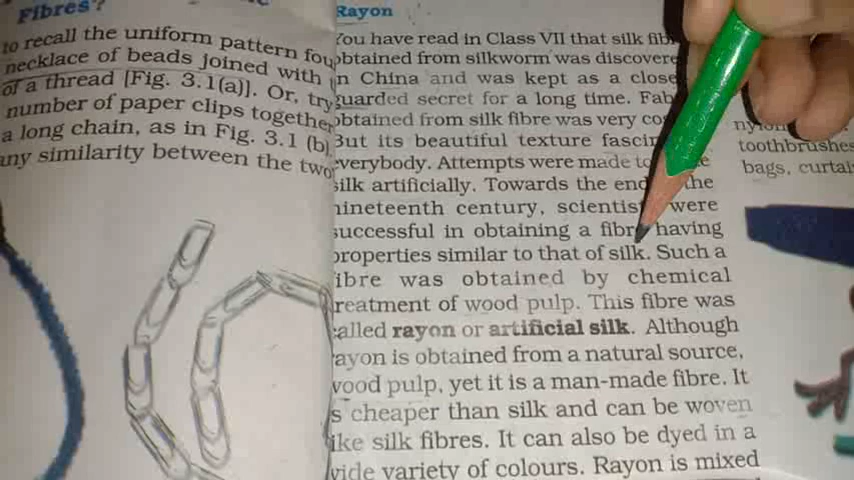 Fibres?
to recall the uniform pattern fou
necklace of beads joined with
of a thread [Fig. 3.1(a)]. Or, try
number of paper clips together
a long chain, as in Fig. 3.1 (b)
any similarity between the two
Rayon
You have read in Class VII that silk fib
obtained from silkworm was discovere
in China and was kept as a close
guarded secret for a long time. Fab
obtained from silk fibre was very co
But its beautiful texture fascin
everybody. Attempts were made to
silk artificially. Towards the end the
nineteenth century, scientist were
successful in obtaining a fibre having
properties similar to that of silk. Such a
fibre was obtained by chemical
treatment of wood pulp. This fibre was
called rayon or artificial silk. Although
rayon is obtained from a natural source,
wood pulp, yet it is a man-made fibre. It
is cheaper than silk and can be woven
like silk fibres. It can also be dyed in a
wide variety of colours. Rayon is mixed
toothbrushes
bags, curtai